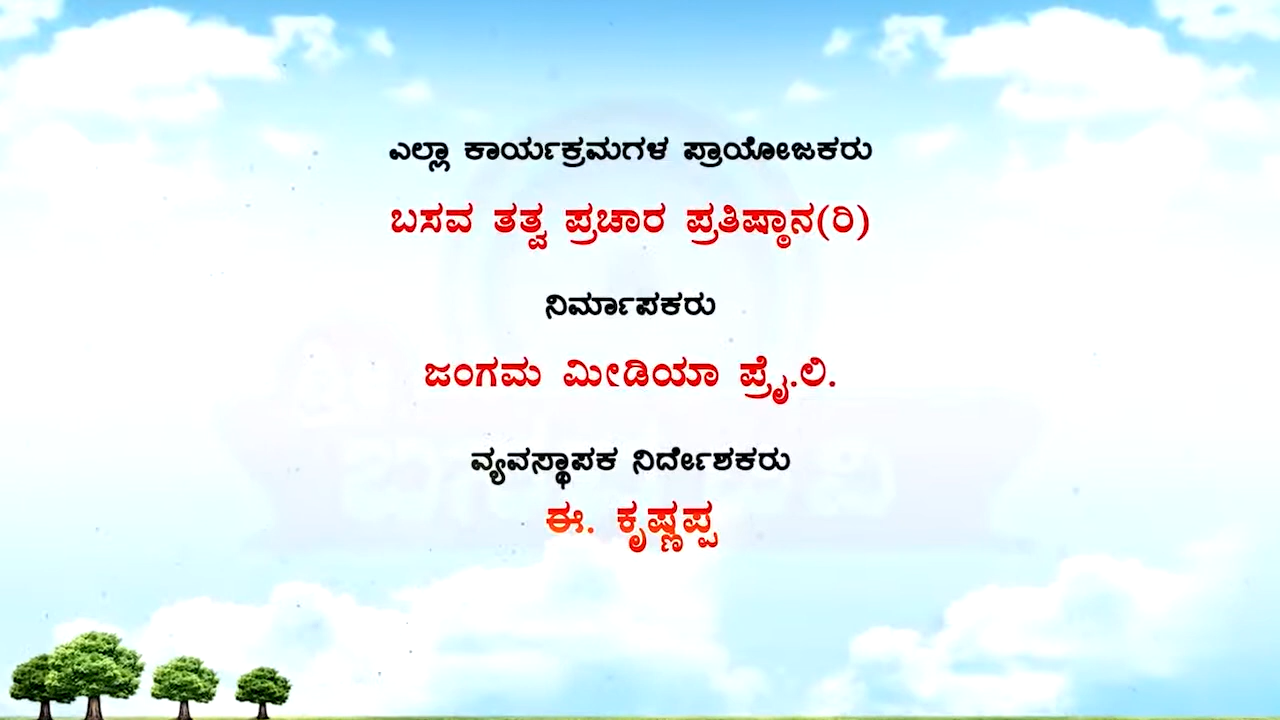 ಎಲ್ಲಾ ಕಾರ್ಯಕ್ರಮಗಳ ಪ್ರಾಯೋಜಕರು
ಬಸವ ತತ್ವ ಪ್ರಚಾರ ಪ್ರತಿಷ್ಠಾನ(ರಿ)
ನಿರ್ಮಾಪಕರು
ಜಂಗಮ ಮೀಡಿಯಾ ಪ್ರೈ.ಲಿ.
ವ್ಯವಸ್ಥಾಪಕ ನಿರ್ದೇಶಕರು
ಈ. ಕೃಷ್ಣಪ್ಪ